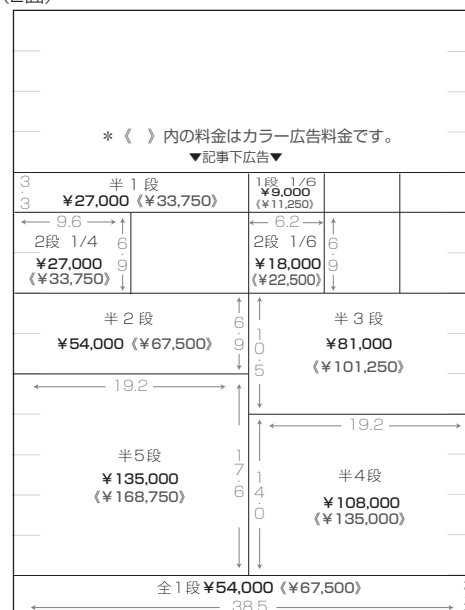 ＊《　》内の料金はカラー広告料金です。
▼記事下広告▼
3.3
半１段
¥27,000《¥33,750》
1段 1/6
¥9,000
《¥11,250》
9.6
2段 1/4
¥27,000
《¥33,750》
6.9
6.2
2段 1/6
¥18,000
《¥22,500》
6.9
半２段
¥54,000《¥67,500》
6.9
半３段
¥81,000
《¥101,250》
10.5
19.2
半5段
¥135,000
《¥168,750》
17.6
19.2
半4段
¥108,000
《¥135,000》
14.0
全１段¥54,000《¥67,500》
38.5